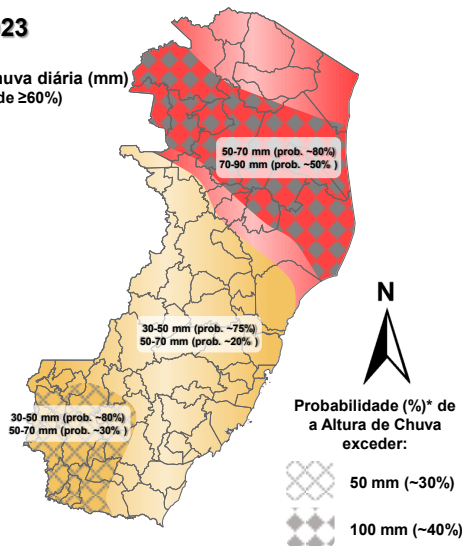 23
huva diária (mm)
de ≥60%)
50-70 mm (prob. ~80%)
70-90 mm (prob. ~50% )
30-50 mm (prob. ~75%)
50-70 mm (prob. ~20% )
30-50 mm (prob. ~80%)
50-70 mm (prob. ~30% )
N
Probabilidade (%)* de
a Altura de Chuva
exceder:
50 mm (~30%)
100 mm (~40%)